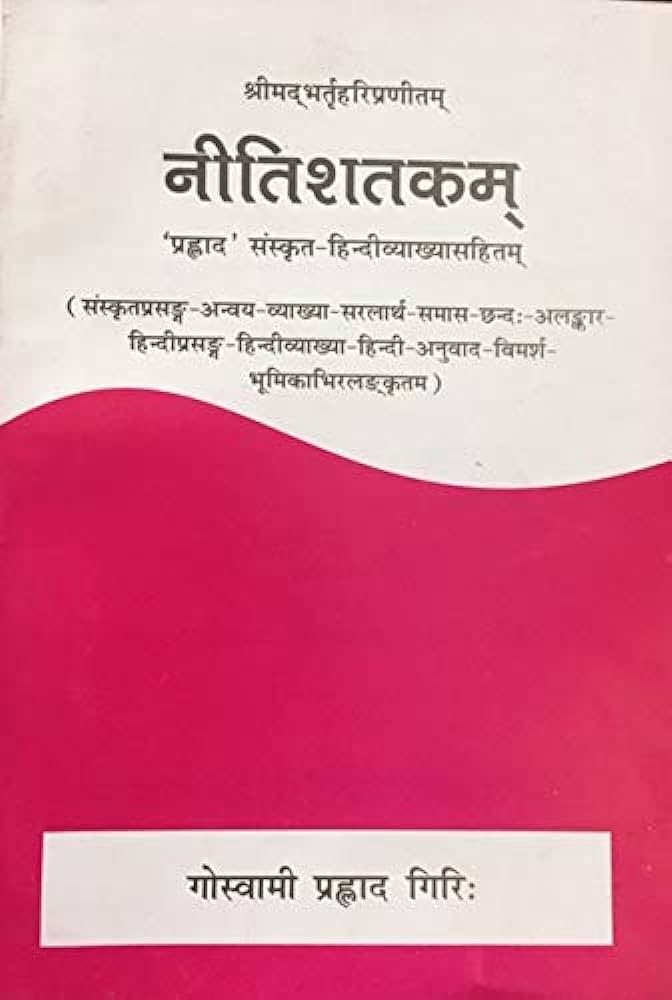 श्रीमद्भर्तृहरिप्रणीतम्
नीतिशतकम्
'प्रह्लाद' संस्कृत-हिन्दीव्याख्यासहितम्
( संस्कृतप्रसङ्ग-अन्वय-व्याख्या-सरलार्थ-समास-छन्दः-अलङ्कार-
हिन्दीप्रसङ्ग-हिन्दीव्याख्या-हिन्दी-अनुवाद-विमर्श-
भूमिकाभिरलङ्कृतम )
गोस्वामी प्रह्लाद गिरिः